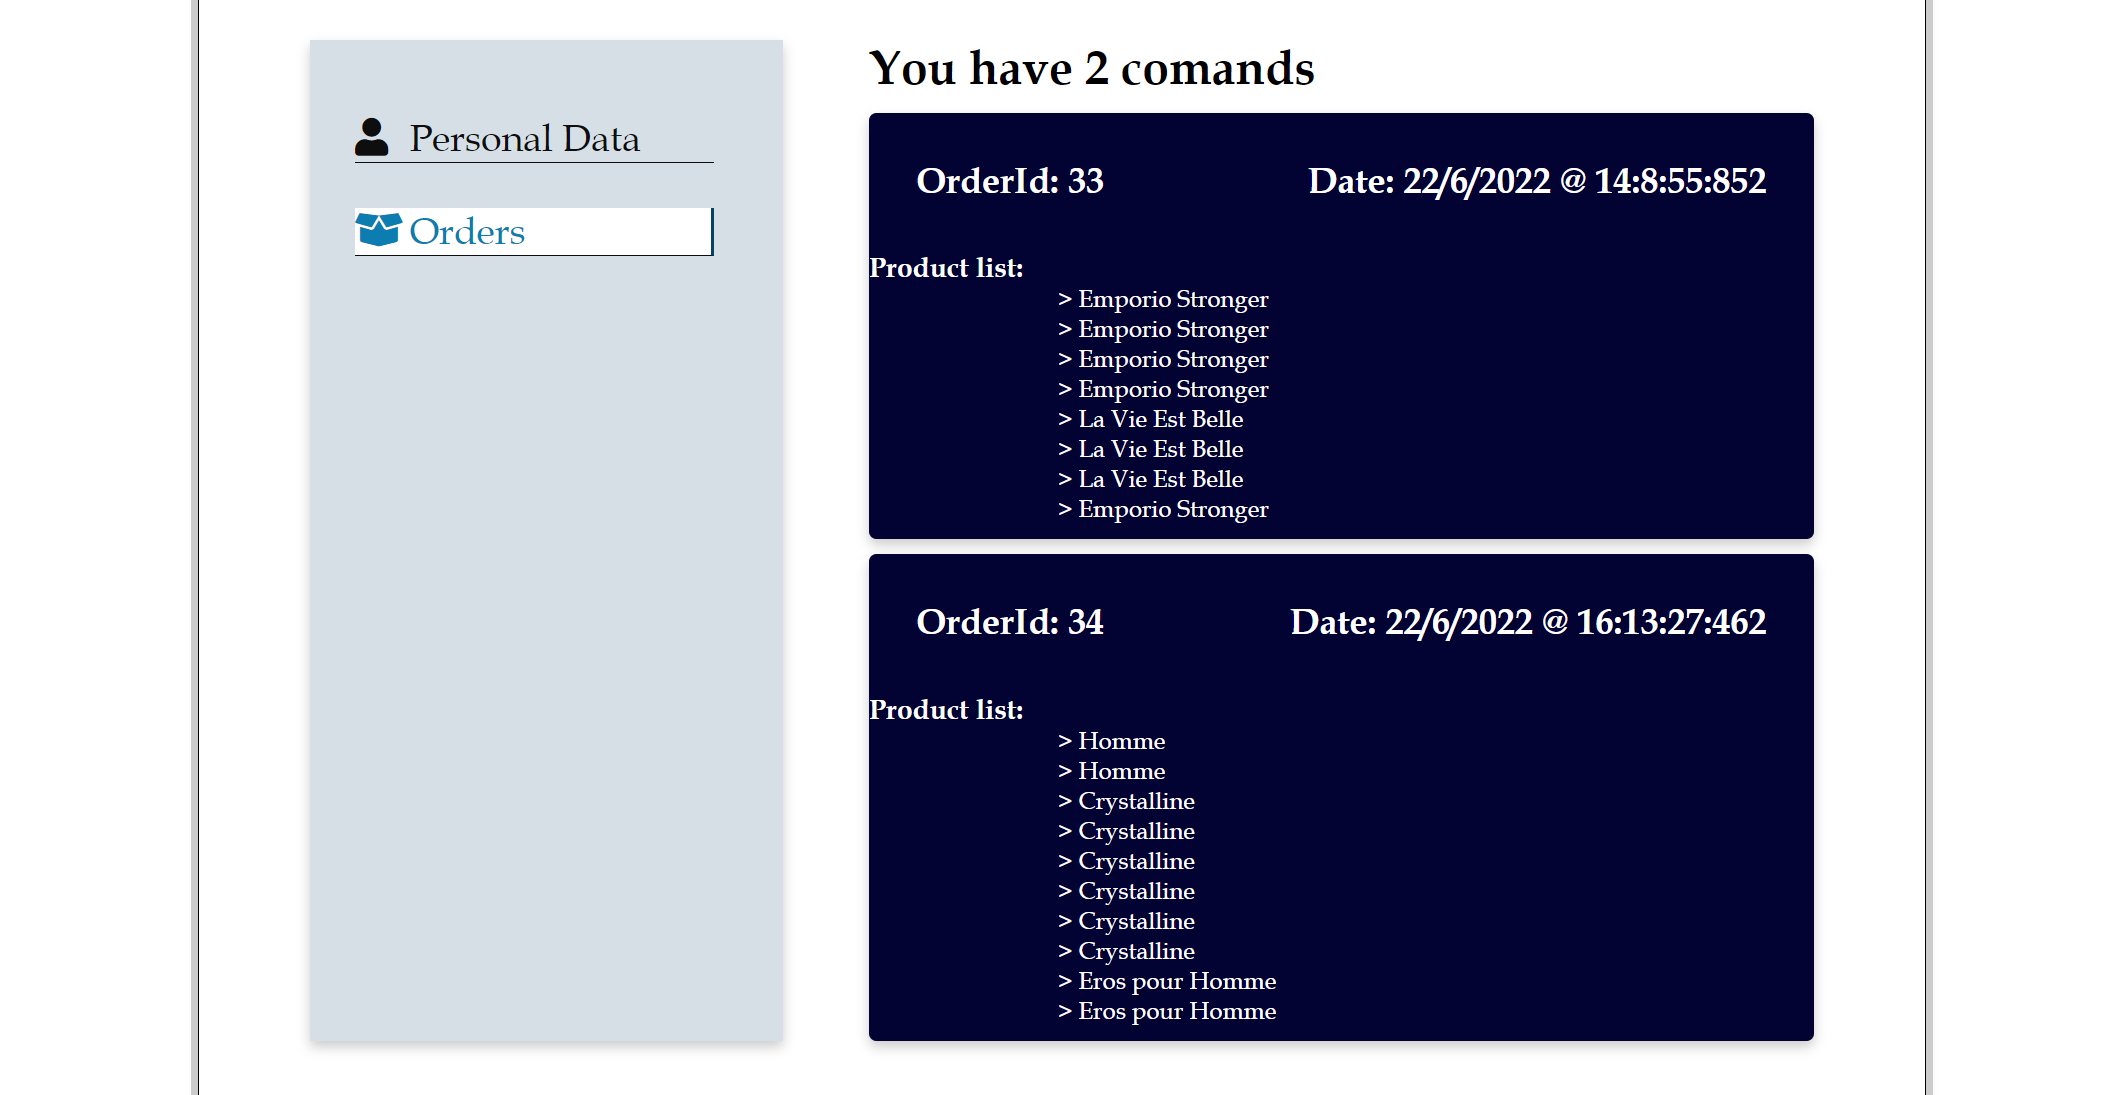 Personal Data
Orders
You have 2 comands
OrderId: 33 Date: 22/6/2022 @ 14:8:55:852
Product list:
> Emporio Stronger
> Emporio Stronger
> Emporio Stronger
> Emporio Stronger
> La Vie Est Belle
> La Vie Est Belle
> La Vie Est Belle
> Emporio Stronger
OrderId: 34 Date: 22/6/2022 @ 16:13:27:462
Product list:
> Homme
> Homme
> Crystalline
> Crystalline
> Crystalline
> Crystalline
> Crystalline
> Crystalline
> Eros pour Homme
> Eros pour Homme